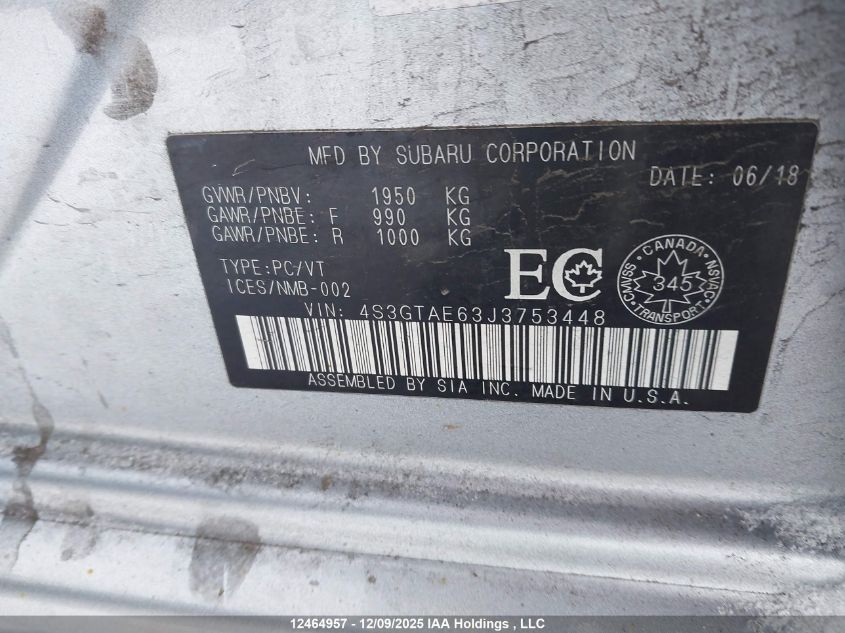 MFD BY SUBARU CORPORATION
DATE: 06/18
GVWR/PNBV: 1950 KG
GAWR/PNBE: F 990 KG
GAWR/PNBE: R 1000 KG
TYPE:PC/VT
ICES/NMB-002
EC
CANADA
CMVSS 345 NSVAC
TRANSPORT
VIN: 4S3GTAE63J3753448
ASSEMBLED BY SIA INC. MADE IN U.S.A.
12464957 - 12/09/2025 IAA Holdings , LLC